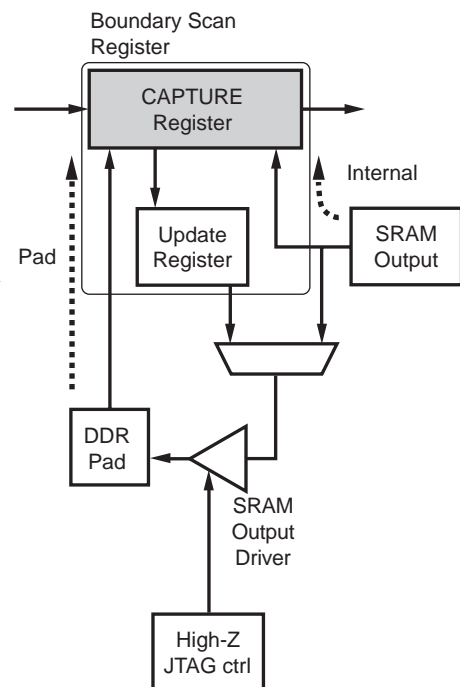 Boundary Scan
Register
CAPTURE
Register
Internal
Update
Register
SRAM
Output
Pad
DDR
Pad
SRAM
Output
Driver
High-Z
JTAG ctrl